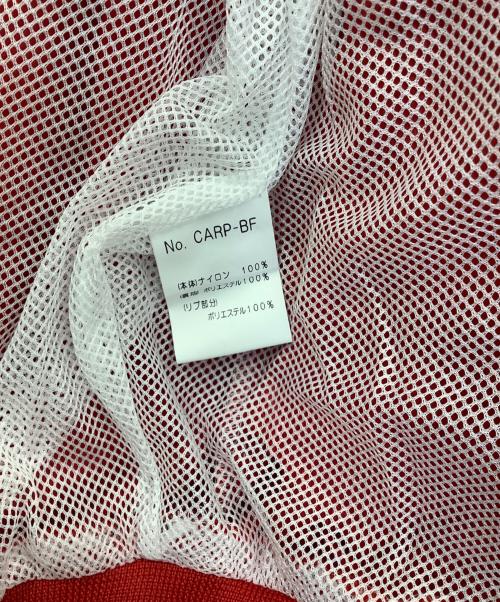 No. CARP-BF
(本体)ナイロン 100%
(裏地) ポリエステル100%
(リブ部分)
ポリエステル100%